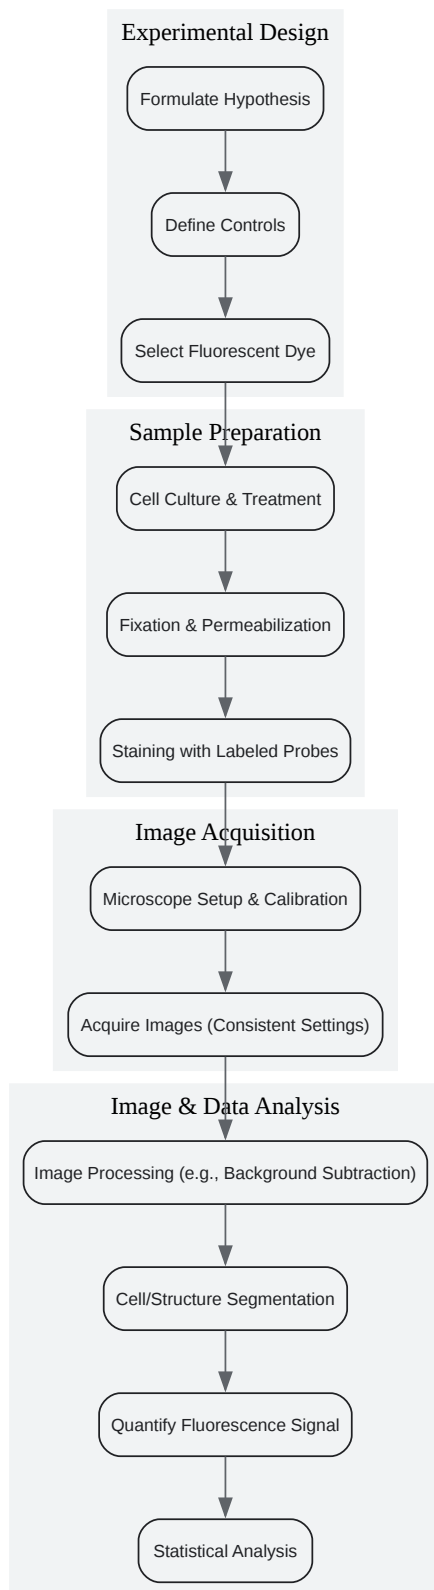 Experimental Design
Formulate Hypothesis
Define Controls
Select Fluorescent Dye
Sample Preparation
Cell Culture & Treatment
Fixation & Permeabilization
Staining with Labeled Probes
Image Acquisition
Microscope Setup & Calibration
Acquire Images (Consistent Settings)
Image & Data Analysis
Image Processing (e.g., Background Subtraction)
Cell/Structure Segmentation
Quantify Fluorescence Signal
Statistical Analysis